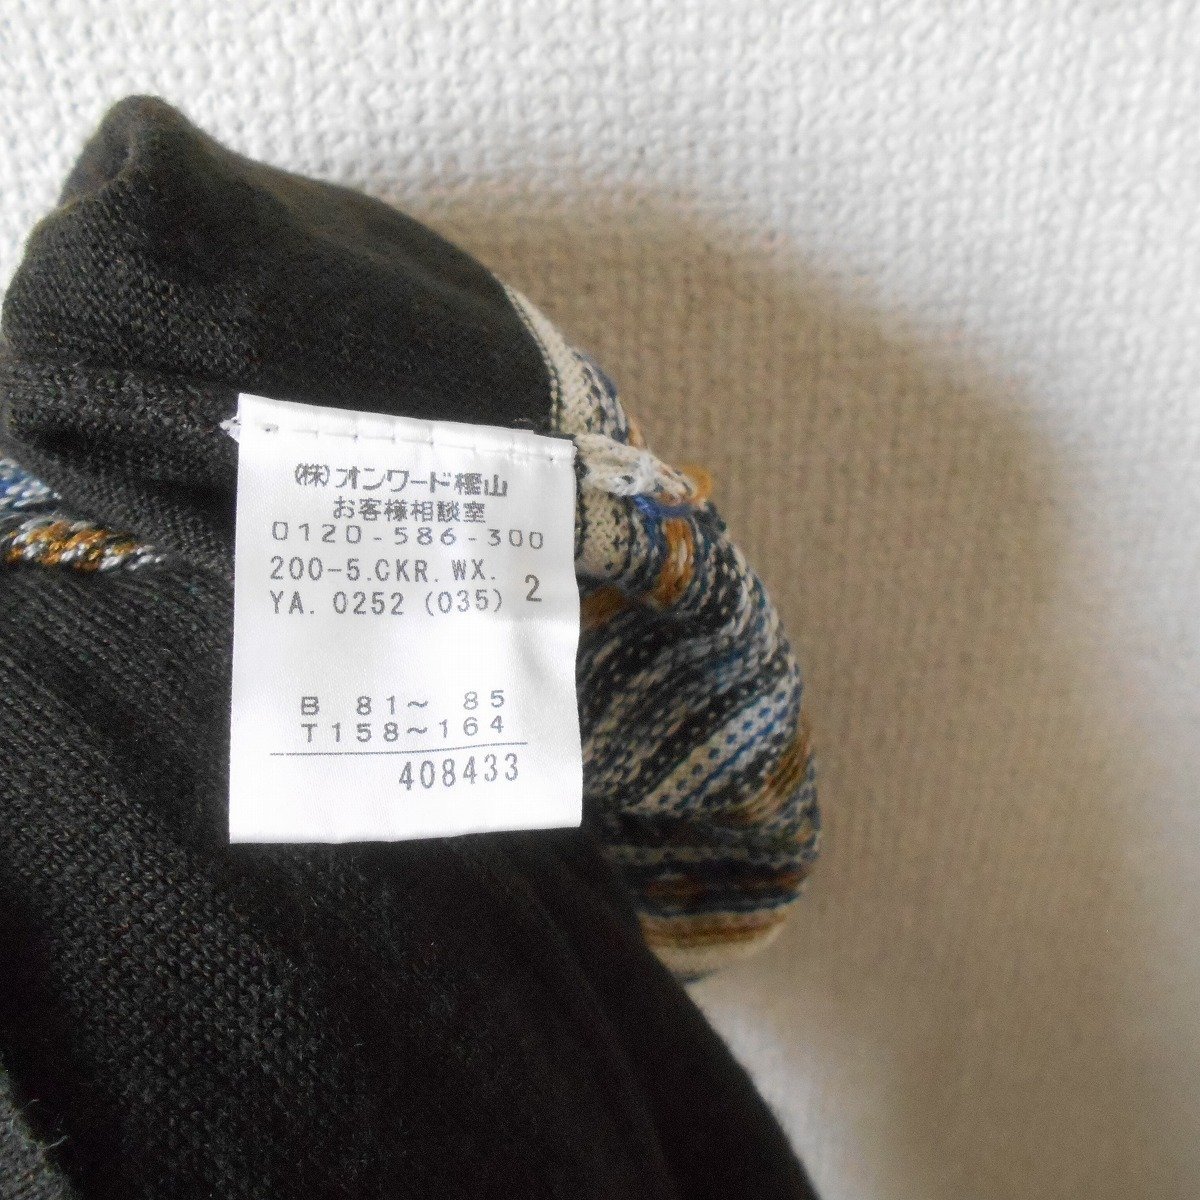 (株)オンワード樫山
お客様相談室
0120-586-300
200-5.CKR.WX.
YA.0252(035) 2
B 81~ 85
T158~164
408433